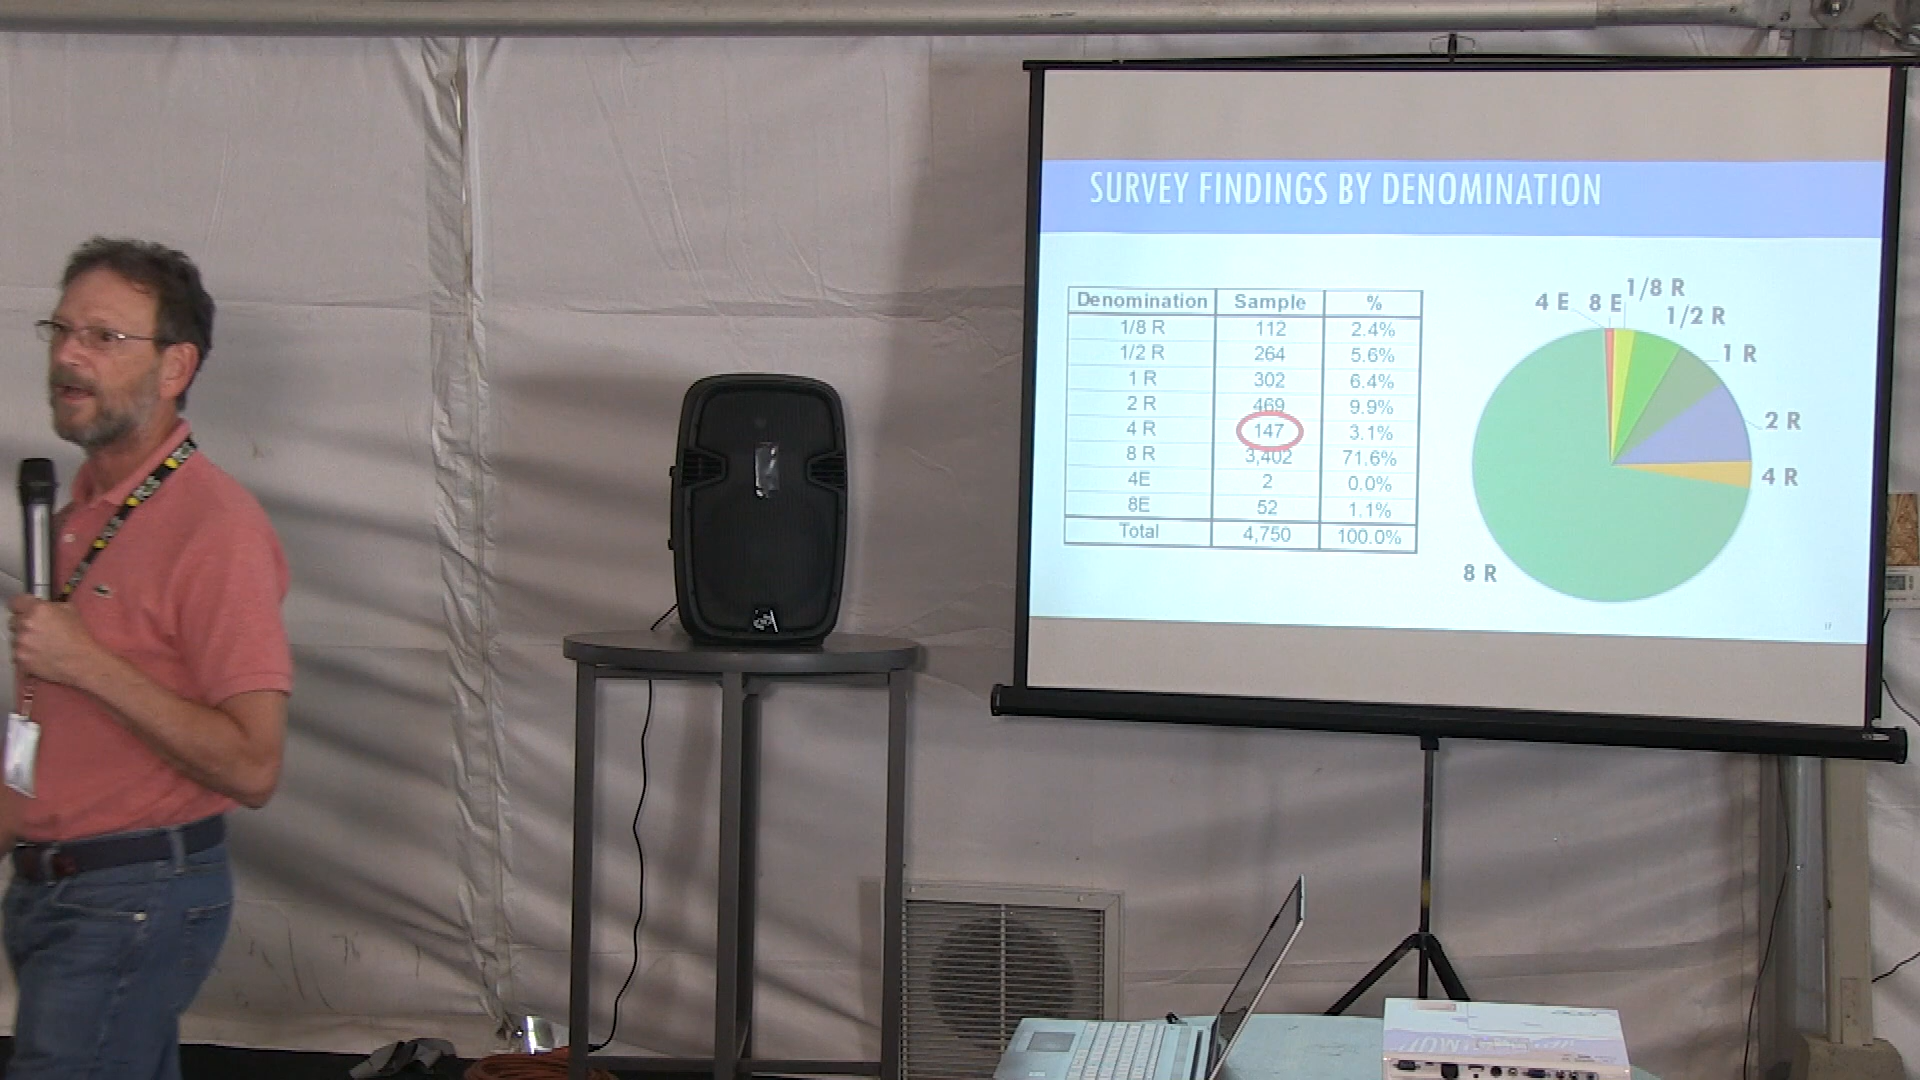 SURVEY FINDINGS BY DENOMINATION
Denomination Sample %
1/8 R 112 2.4%
1/2 R 264 5.6%
1 R 302 6.4%
2 R 469 9.9%
4 R 147 3.1%
8 R 3,402 71.6%
4E 2 0.0%
8E 52 1.1%
Total 4,750 100.0%
4 E 8 E 1/8 R
1/2 R
1 R
2 R
4 R
8 R